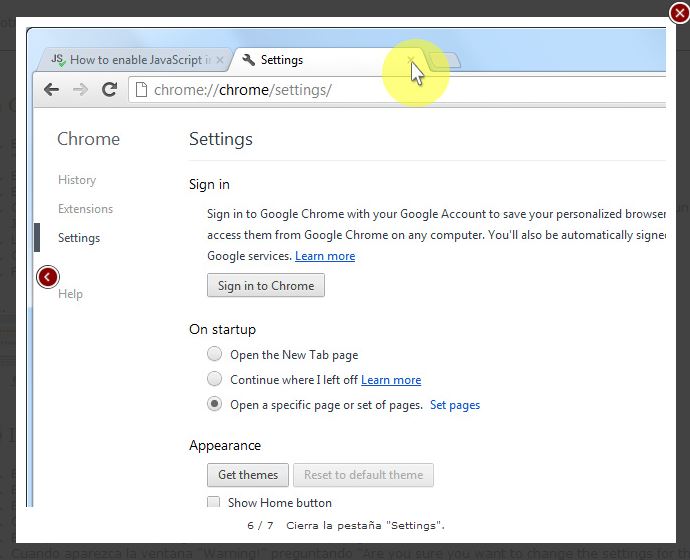 How to enable JavaScript in
Settings
chrome://chrome/settings/
Chrome
History
Extensions
Settings
Help
Settings
Sign in
Sign in to Google Chrome with your Google Account to save your personalized browser
access them from Google Chrome on any computer. You'll also be automatically signed
Google services. Learn more
Sign in to Chrome
On startup
Open the New Tab page
Continue where I left off Learn more
Open a specific page or set of pages. Set pages
Appearance
Get themes Reset to default theme
Show Home button
6 / 7 Cierra la pestaña "Settings".
Cuando aparezca la ventana "Warning!" preguntando "Are you sure you want to change the settings for